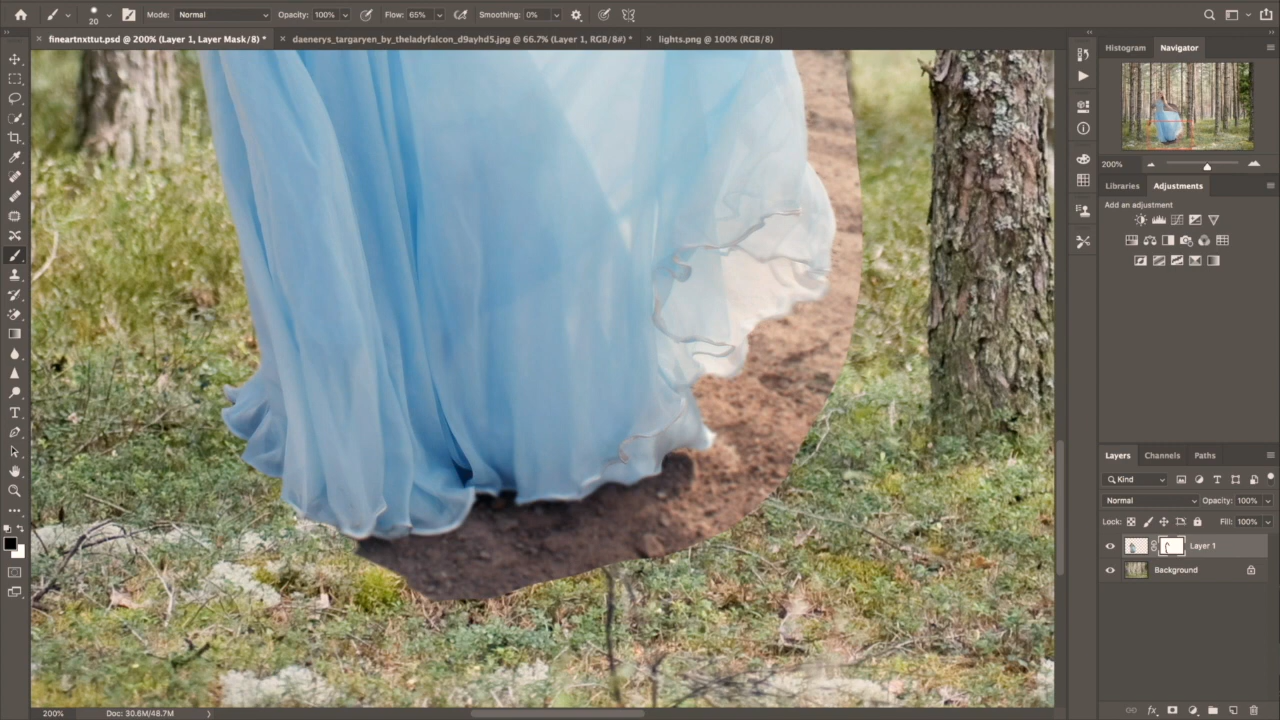 Mode: Normal Opacity: 100% Flow: 65% Smoothing: 0%
20
fineartnxttut.psd @ 200% (Layer 1, Layer Mask/8) * daenerys_targaryen_by_theladyfalcon_d9ayhd5.jpg @ 66.7% (Layer 1, RGB/8#) * lights.png @ 100% (RGB/8)
Histogram Navigator
200%
Libraries Adjustments
Add an adjustment
Layers Channels Paths
Kind
Normal Opacity: 100%
Lock: Fill: 100%
Layer 1
Background
200% Doc: 30.6M/48.7M